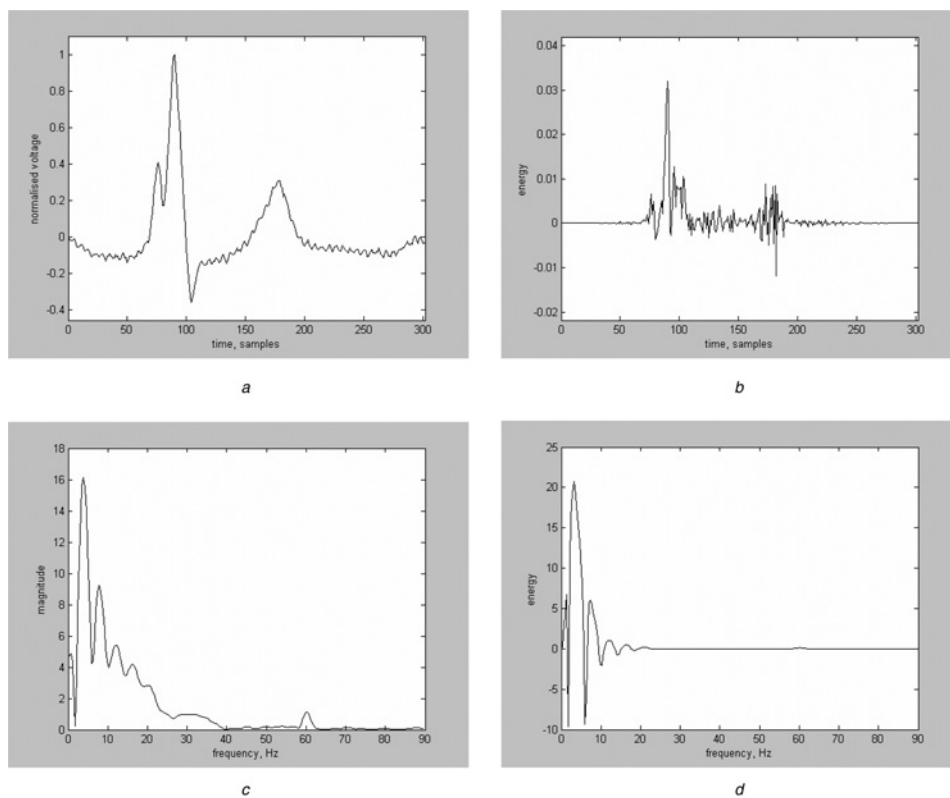 1
0.8
0.6
0.4
0.2
0
-0.2
-0.4
normalised voltage
0 50 100 150 200 250 300
time, samples
a
0.04
0.03
0.02
0.01
0
-0.01
-0.02
energy
0 50 100 150 200 250 300
time, samples
b
18
16
14
12
10
8
6
4
2
0
magnitude
0 10 20 30 40 50 60 70 80 90
frequency, Hz
c
25
20
15
10
5
0
-5
-10
energy
0 10 20 30 40 50 60 70 80 90
frequency, Hz
d